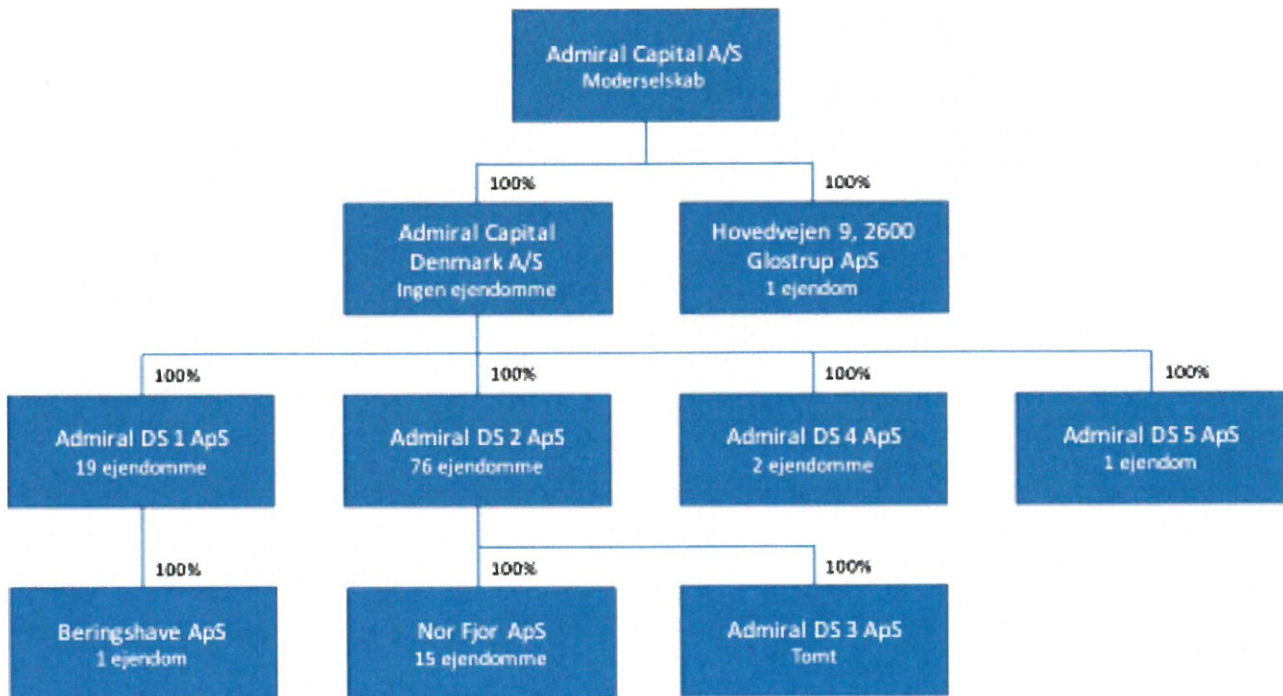 Admiral Capital A/S
Moderselskab
100%
100%
Admiral Capital
Denmark A/S
Ingen ejendomme
Hovedvejen 9, 2600
Glostrup ApS
1 ejendom
100%
100%
100%
100%
Admiral DS 1 ApS
19 ejendomme
Admiral DS 2 ApS
76 ejendomme
Admiral DS 4 ApS
2 ejendomme
Admiral DS 5 ApS
1 ejendom
100%
100%
100%
Beringshave ApS
1 ejendom
Nor Fjor ApS
15 ejendomme
Admiral DS 3 ApS
Tomt